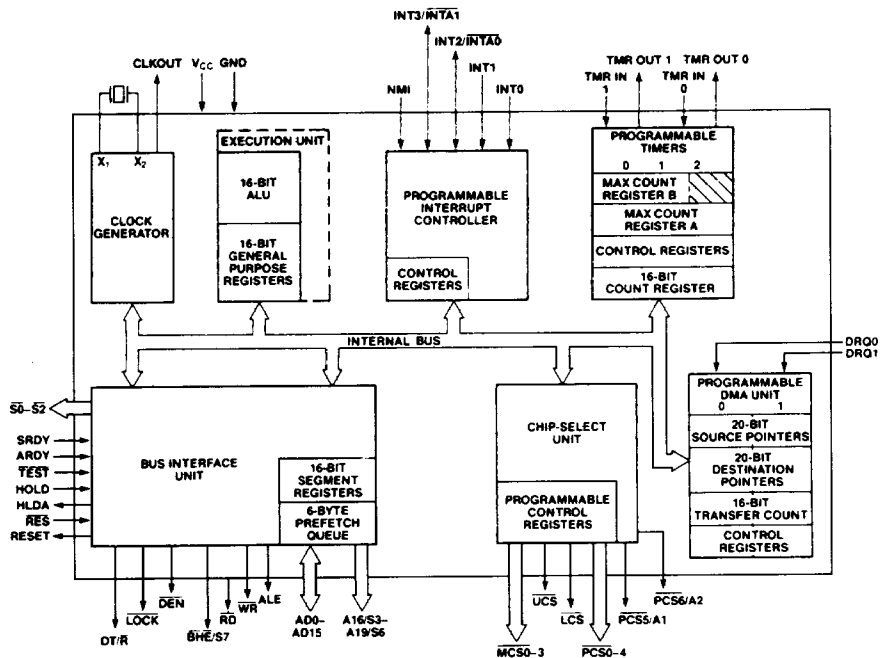 INT3/INTA1
INT2/INTA0
CLKOUT VCC GND
TMR OUT 1 TMR OUT 0
INT1
TMR IN 1
TMR IN 0
NMI
INT0
X1 X2
CLOCK
GENERATOR
EXECUTION UNIT
16-BIT
ALU
16-BIT
GENERAL
PURPOSE
REGISTERS
PROGRAMMABLE
INTERRUPT
CONTROLLER
CONTROL
REGISTERS
PROGRAMMABLE
TIMERS
0 1 2
MAX COUNT
REGISTER B
MAX COUNT
REGISTER A
CONTROL REGISTERS
16-BIT
COUNT REGISTER
INTERNAL BUS
DRQ0
DRQ1
S0–S2
SRDY
ARDY
TEST
HOLD
HLDA
RES
RESET
BUS INTERFACE
UNIT
16-BIT
SEGMENT
REGISTERS
6-BYTE
PREFETCH
QUEUE
CHIP-SELECT
UNIT
PROGRAMMABLE
CONTROL
REGISTERS
PROGRAMMABLE
DMA UNIT
0 1
20-BIT
SOURCE POINTERS
20-BIT
DESTINATION
POINTERS
16-BIT
TRANSFER COUNT
CONTROL
REGISTERS
DT/R
LOCK
DEN
BHE/S7
RD
WR
ALE
AD0–
AD15
A16/S3–
A19/S6
MCS0–3
UCS
LCS
PCS0–4
PCS5/A1
PCS6/A2